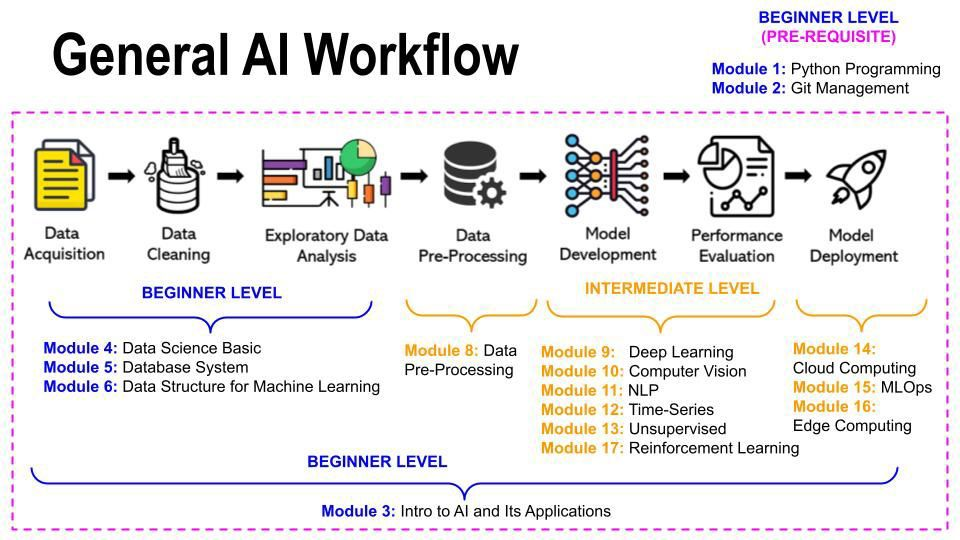 General AI Workflow
BEGINNER LEVEL
(PRE-REQUISITE)
Module 1: Python Programming
Module 2: Git Management
Data
Acquisition
Data
Cleaning
Exploratory Data
Analysis
Data
Pre-Processing
Model
Development
Performance
Evaluation
Model
Deployment
BEGINNER LEVEL
Module 4: Data Science Basic
Module 5: Database System
Module 6: Data Structure for Machine Learning
INTERMEDIATE LEVEL
Module 8: Data
Pre-Processing
Module 9: Deep Learning
Module 10: Computer Vision
Module 11: NLP
Module 12: Time-Series
Module 13: Unsupervised
Module 17: Reinforcement Learning
Module 14:
Cloud Computing
Module 15: MLOps
Module 16:
Edge Computing
BEGINNER LEVEL
Module 3: Intro to AI and Its Applications